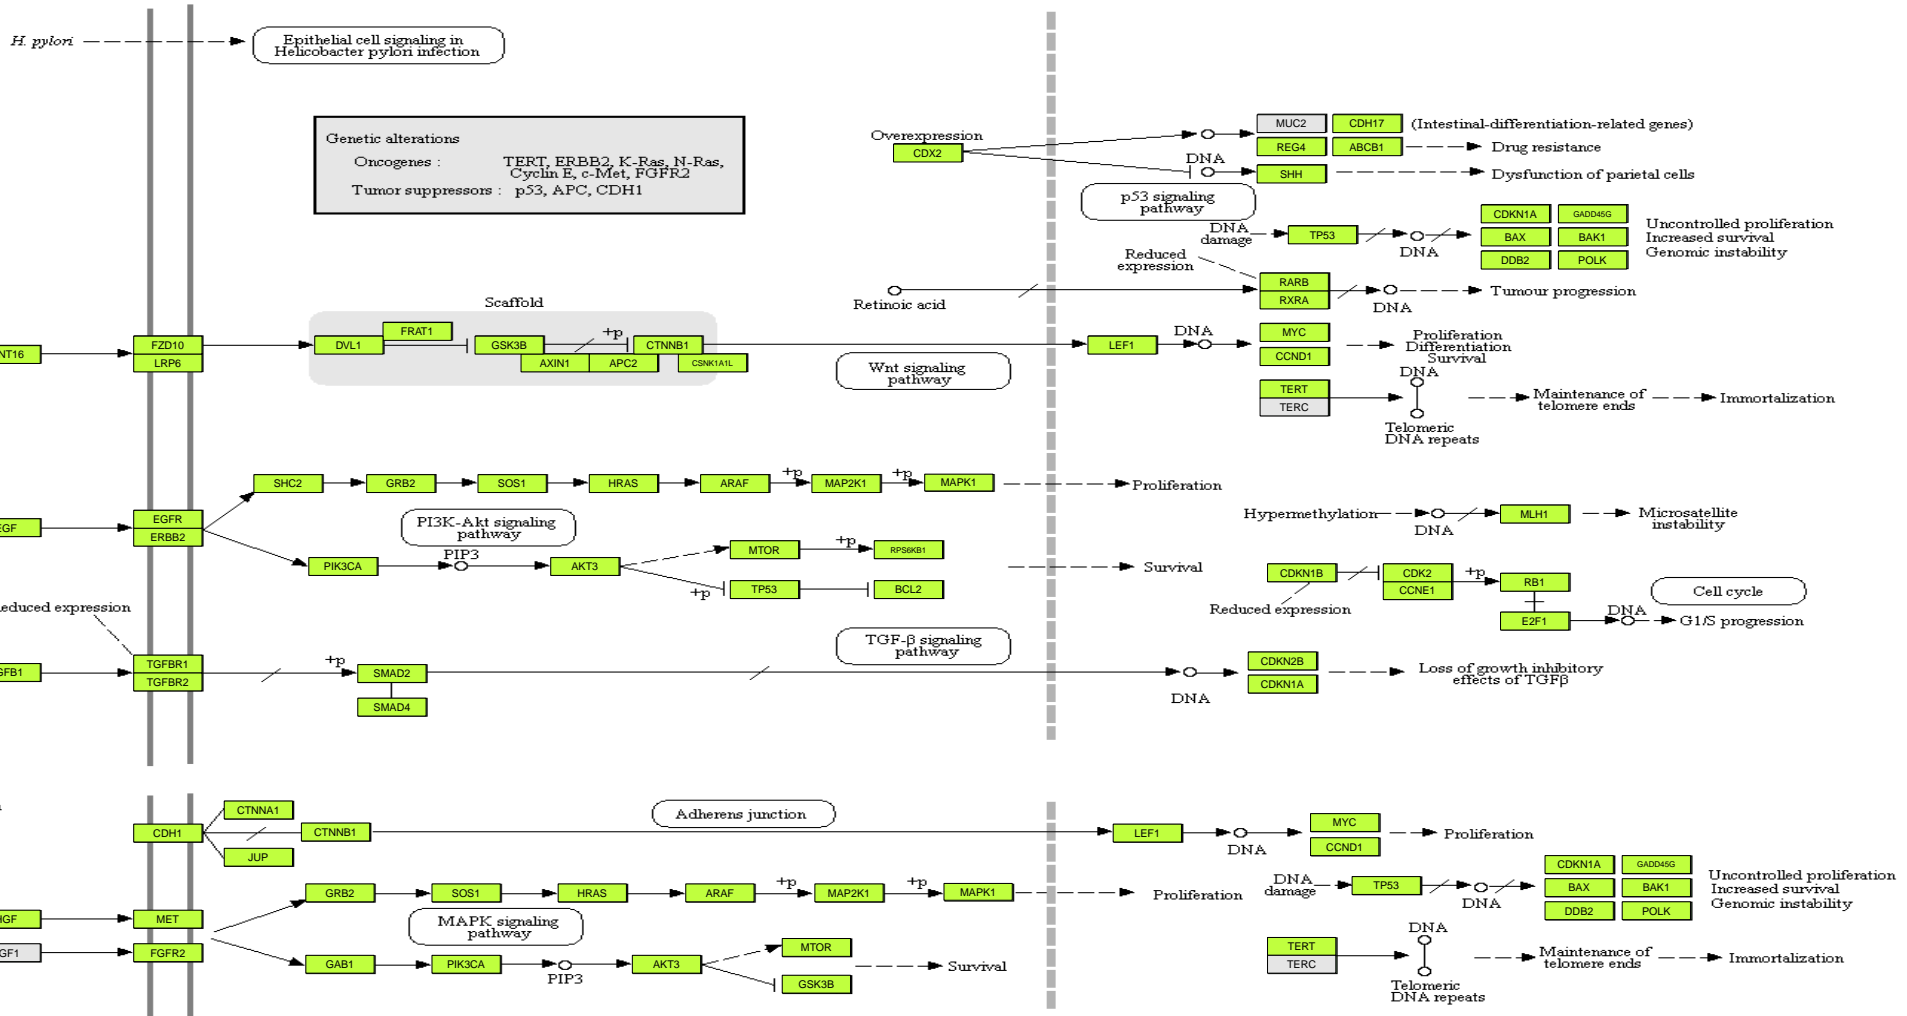 H. pylori
Epithelial cell signaling in
Helicobacter pylori infection
Genetic alterations
Oncogenes : TERT, ERBB2, K-Ras, N-Ras,
Cyclin E, c-Met, FGFR2
Tumor suppressors : p53, APC, CDH1
Overexpression
CDX2
MUC2 CDH17 (Intestinal-differentiation-related genes)
REG4 ABCB1 Drug resistance
DNA
SHH Dysfunction of parietal cells
p53 signaling
pathway
DNA
damage
TP53
DNA
CDKN1A GADD45G
BAX BAK1
DDB2 POLK
Uncontrolled proliferation
Increased survival
Genomic instability
Reduced
expression
Retinoic acid
RARB
RXRA
DNA
Tumour progression
Scaffold
NT16
FZD10
LRP6
DVL1
FRAT1
GSK3B
+p
CTNNB1
AXIN1 APC2 CSNK1A1L
Wnt signaling
pathway
LEF1
DNA
MYC
CCND1
Proliferation
Differentiation
Survival
TERT
TERC
DNA
Telomeric
DNA repeats
Maintenance of
telomere ends
Immortalization
EGF
EGFR
ERBB2
SHC2 GRB2 SOS1 HRAS ARAF +p MAP2K1 +p MAPK1 Proliferation
PI3K-Akt signaling
pathway
PIK3CA
PIP3
AKT3
MTOR +p RPS6KB1
+p TP53 BCL2
Survival
Hypermethylation
DNA
MLH1
Microsatellite
instability
CDKN1B
Reduced expression
CDK2
CCNE1
+p
RB1
E2F1
DNA
G1/S progression
Cell cycle
educed expression
GFB1
TGFBR1
TGFBR2
+p
SMAD2
SMAD4
TGF-β signaling
pathway
DNA
CDKN2B
CDKN1A
Loss of growth inhibitory
effects of TGFβ
CDH1
CTNNA1
CTNNB1
JUP
Adherens junction
LEF1
DNA
MYC
CCND1
Proliferation
HGF
MET
GF1
FGFR2
GRB2 SOS1 HRAS ARAF +p MAP2K1 +p MAPK1 Proliferation
MAPK signaling
pathway
GAB1 PIK3CA
PIP3
AKT3
MTOR
GSK3B
Survival
DNA
damage
TP53
DNA
CDKN1A GADD45G
BAX BAK1
DDB2 POLK
Uncontrolled proliferation
Increased survival
Genomic instability
TERT
TERC
DNA
Telomeric
DNA repeats
Maintenance of
telomere ends
Immortalization